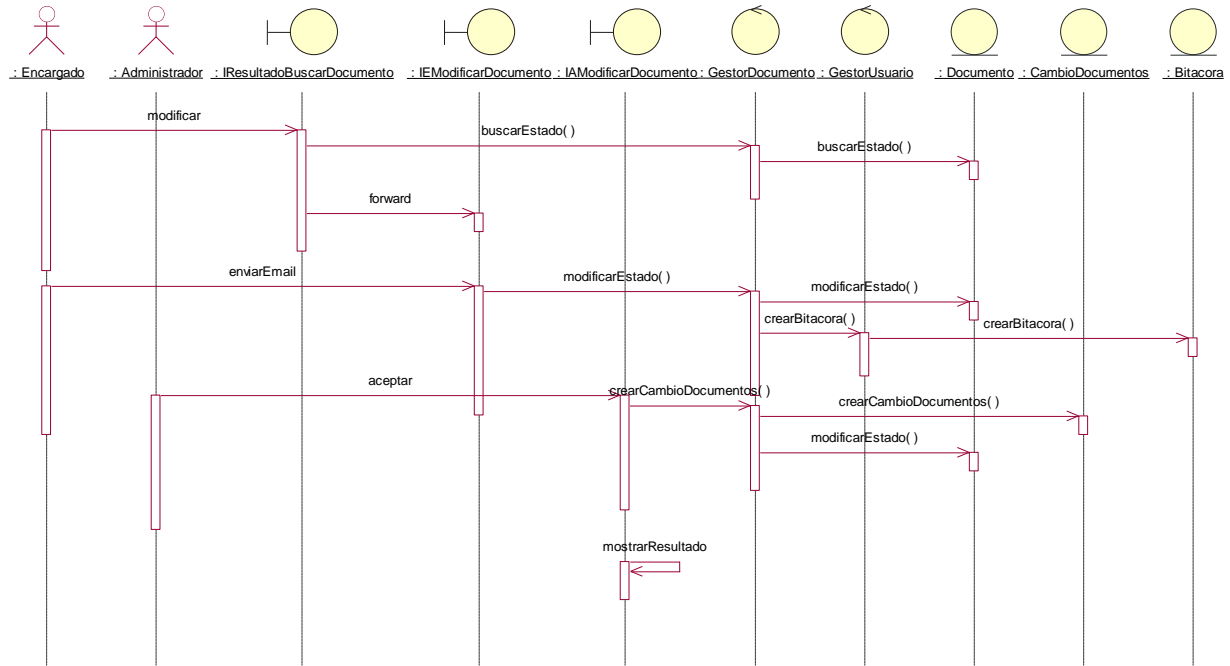 : Encargado
: Administrador
: IResultadoBuscarDocumento
: IEModificarDocumento
: IAModificarDocumento
: GestorDocumento
: GestorUsuario
: Documento
: CambioDocumentos
: Bitacora
modificar
buscarEstado( )
buscarEstado( )
forward
enviarEmail
modificarEstado( )
modificarEstado( )
crearBitacora( )
crearBitacora( )
aceptar
crearCambioDocumentos( )
crearCambioDocumentos( )
modificarEstado( )
mostrarResultado